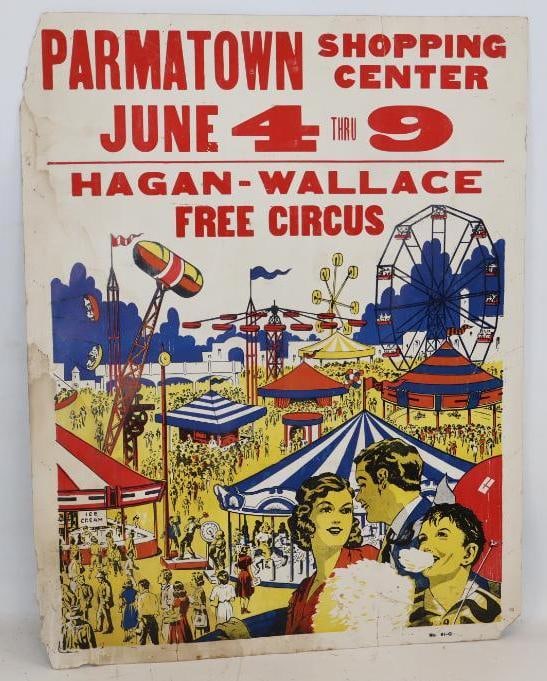 PARMATOWN SHOPPING CENTER
JUNE 4 THRU 9
HAGAN-WALLACE
FREE CIRCUS
ICE
CREAM